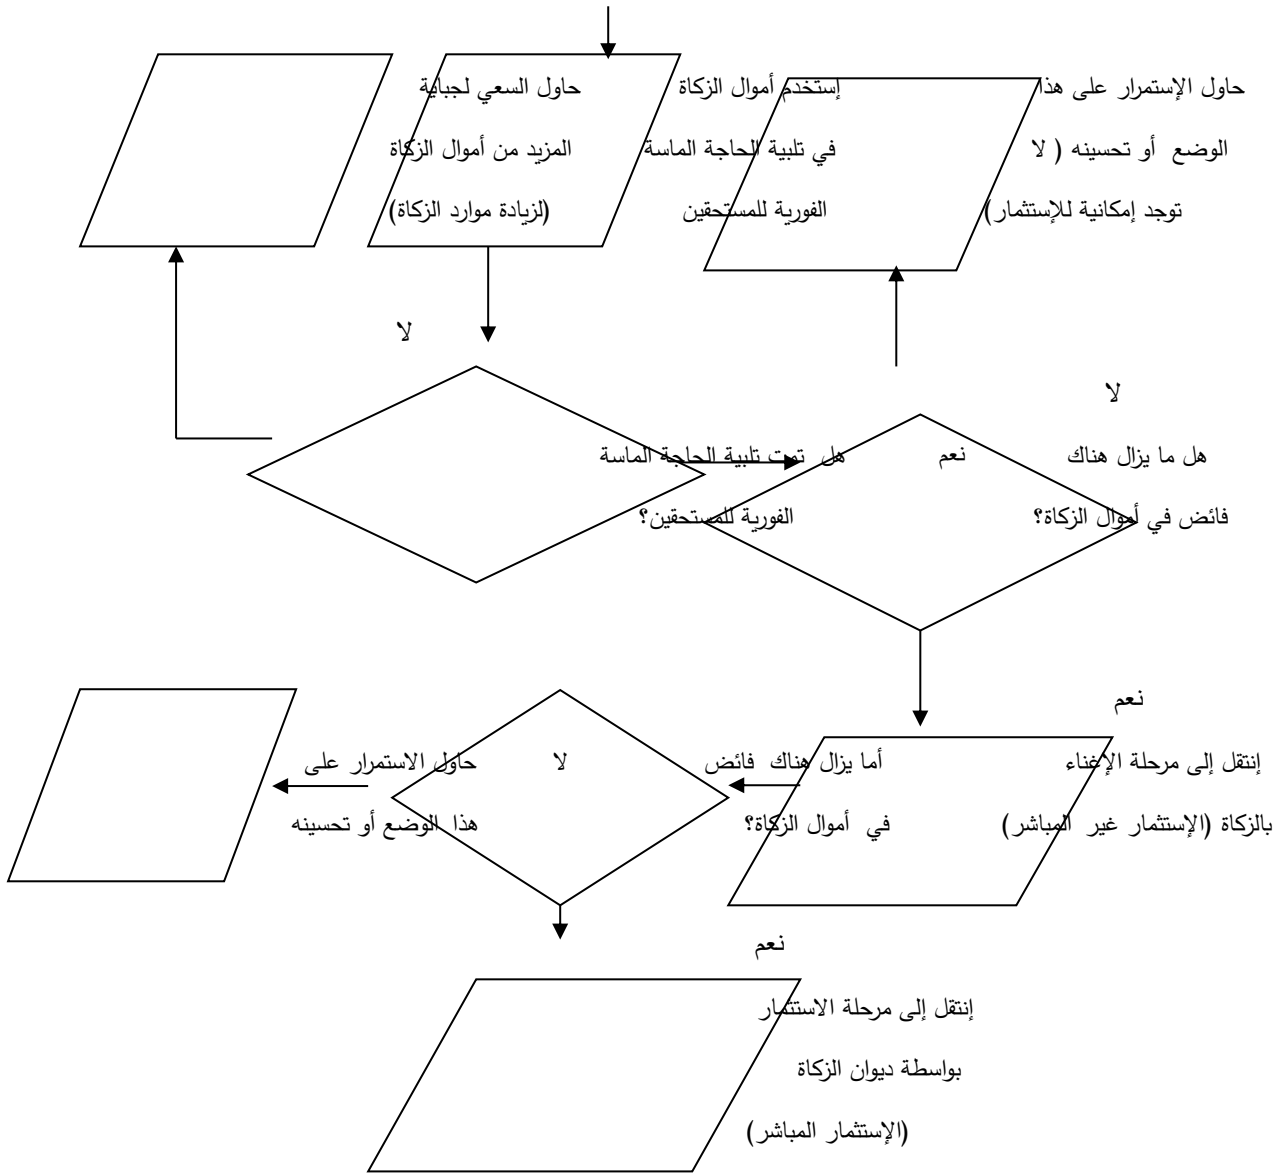 حاول السعي لجباية إستخدم أموال الزكاة حاول الإستمرار على هذا
المزيد من أموال الزكاة في تلبية الحاجة الماسة الوضع أو تحسينه ( لا
(لزيادة موارد الزكاة) الفورية للمستحقين توجد إمكانية للإستثمار)
لا
لا
هل تمت تلبية الحاجة الماسة نعم هل ما يزال هناك
الفورية للمستحقين؟ فائض في أموال الزكاة؟
نعم
حاول الاستمرار على لا أما يزال هناك فائض إنتقل إلى مرحلة الإغناء
هذا الوضع أو تحسينه في أموال الزكاة؟ بالزكاة (الإستثمار غير المباشر)
نعم
إنتقل إلى مرحلة الاستثمار
بواسطة ديوان الزكاة
(الإستثمار المباشر)